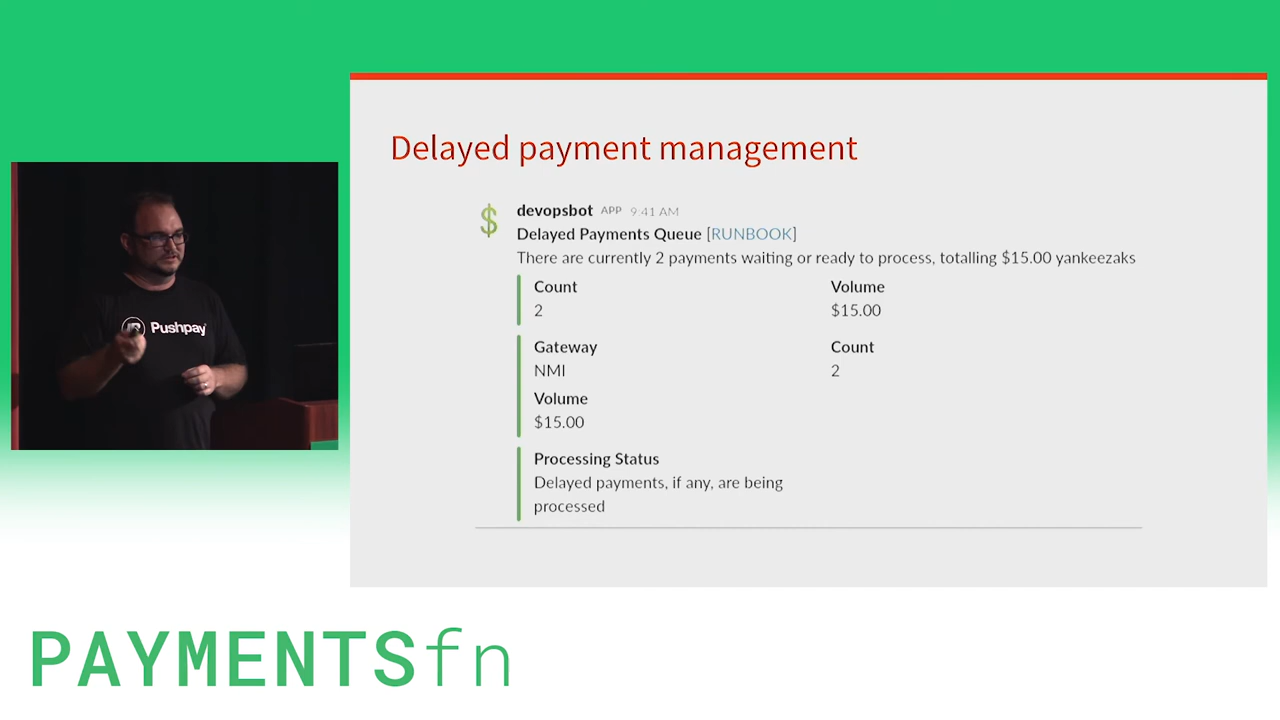 Delayed payment management
$
devopsbot APP 9:41 AM
Delayed Payments Queue [RUNBOOK]
There are currently 2 payments waiting or ready to process, totalling $15.00 yankeezaks
Count Volume
2 $15.00
Gateway Count
NMI 2
Volume
$15.00
Processing Status
Delayed payments, if any, are being
processed
Pushpay
PAYMENTSfn